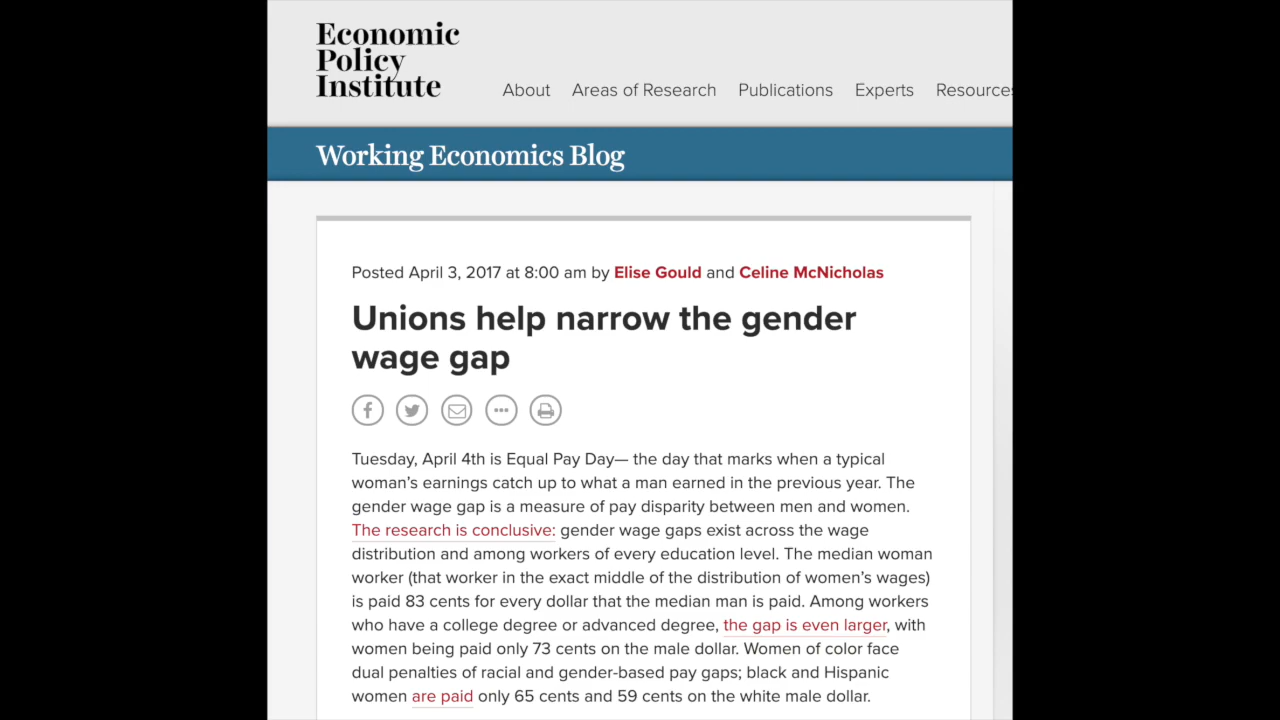 Economic
Policy
Institute
About Areas of Research Publications Experts Resources
Working Economics Blog
Posted April 3, 2017 at 8:00 am by Elise Gould and Celine McNicholas
Unions help narrow the gender
wage gap
Tuesday, April 4th is Equal Pay Day— the day that marks when a typical
woman’s earnings catch up to what a man earned in the previous year. The
gender wage gap is a measure of pay disparity between men and women.
The research is conclusive: gender wage gaps exist across the wage
distribution and among workers of every education level. The median woman
worker (that worker in the exact middle of the distribution of women’s wages)
is paid 83 cents for every dollar that the median man is paid. Among workers
who have a college degree or advanced degree, the gap is even larger, with
women being paid only 73 cents on the male dollar. Women of color face
dual penalties of racial and gender-based pay gaps; black and Hispanic
women are paid only 65 cents and 59 cents on the white male dollar.